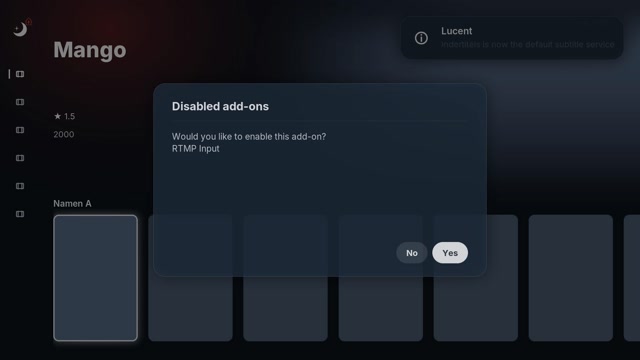 Mango
Lucent
Indertitels is now the default subtitle service
★ 1.5
2000
Disabled add-ons
Would you like to enable this add-on?
RTMP Input
No
Yes
Namen A